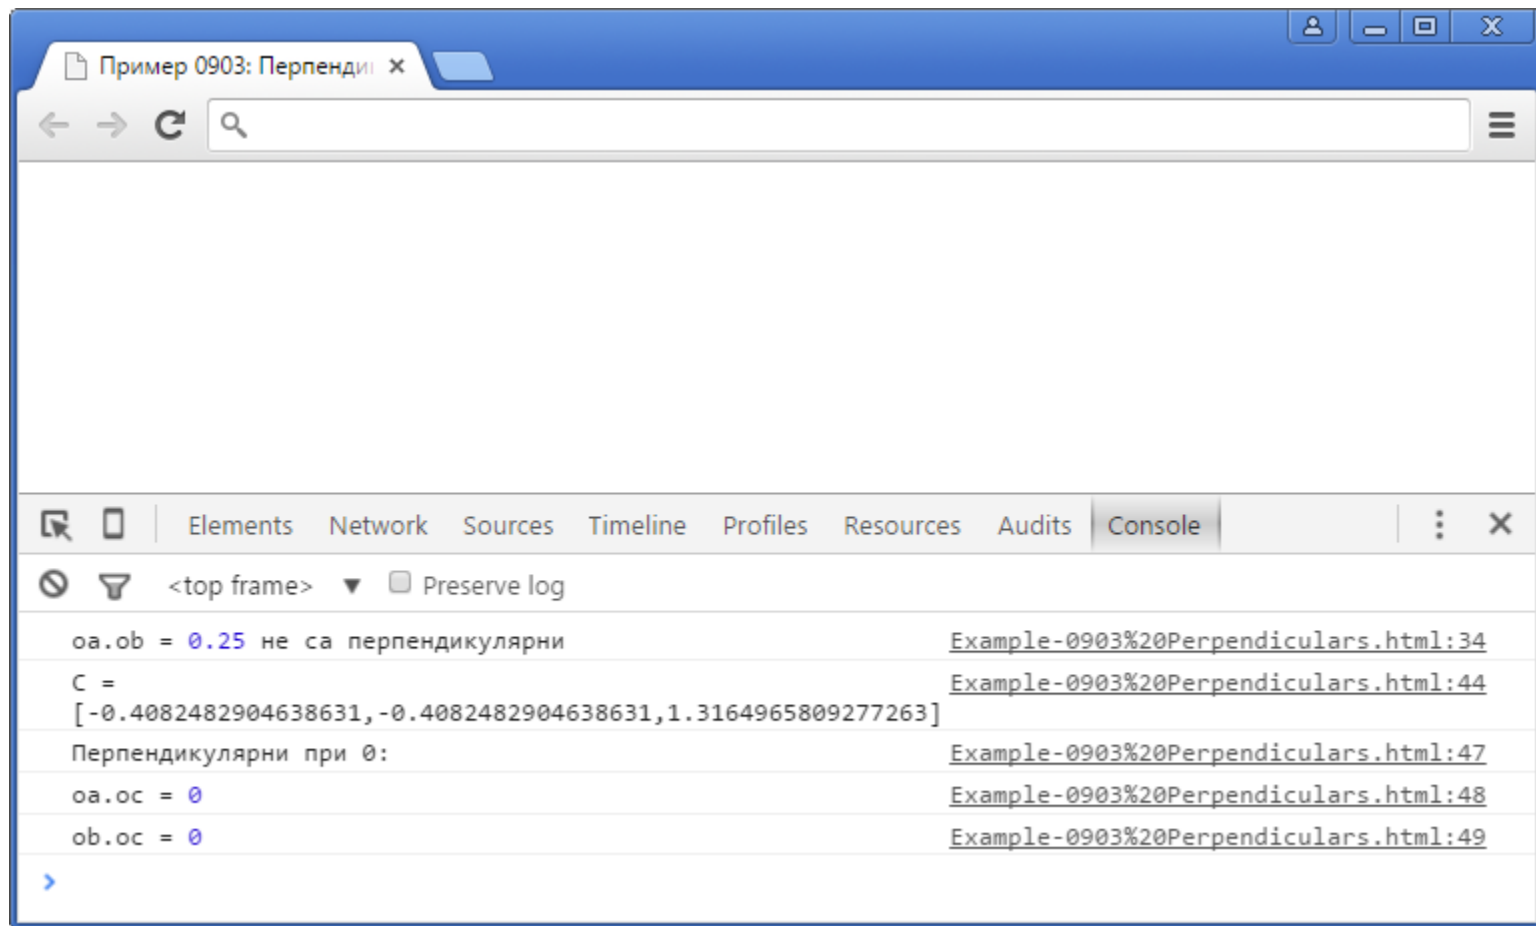 Пример 0903: Перпенди
Elements Network Sources Timeline Profiles Resources Audits Console
<top frame> ▼ Preserve log
oa.ob = 0.25 не са перпендикулярни Example-0903%20Perpendiculars.html:34
C = Example-0903%20Perpendiculars.html:44
[-0.4082482904638631,-0.4082482904638631,1.3164965809277263]
Перпендикулярни при 0: Example-0903%20Perpendiculars.html:47
oa.oc = 0 Example-0903%20Perpendiculars.html:48
ob.oc = 0 Example-0903%20Perpendiculars.html:49